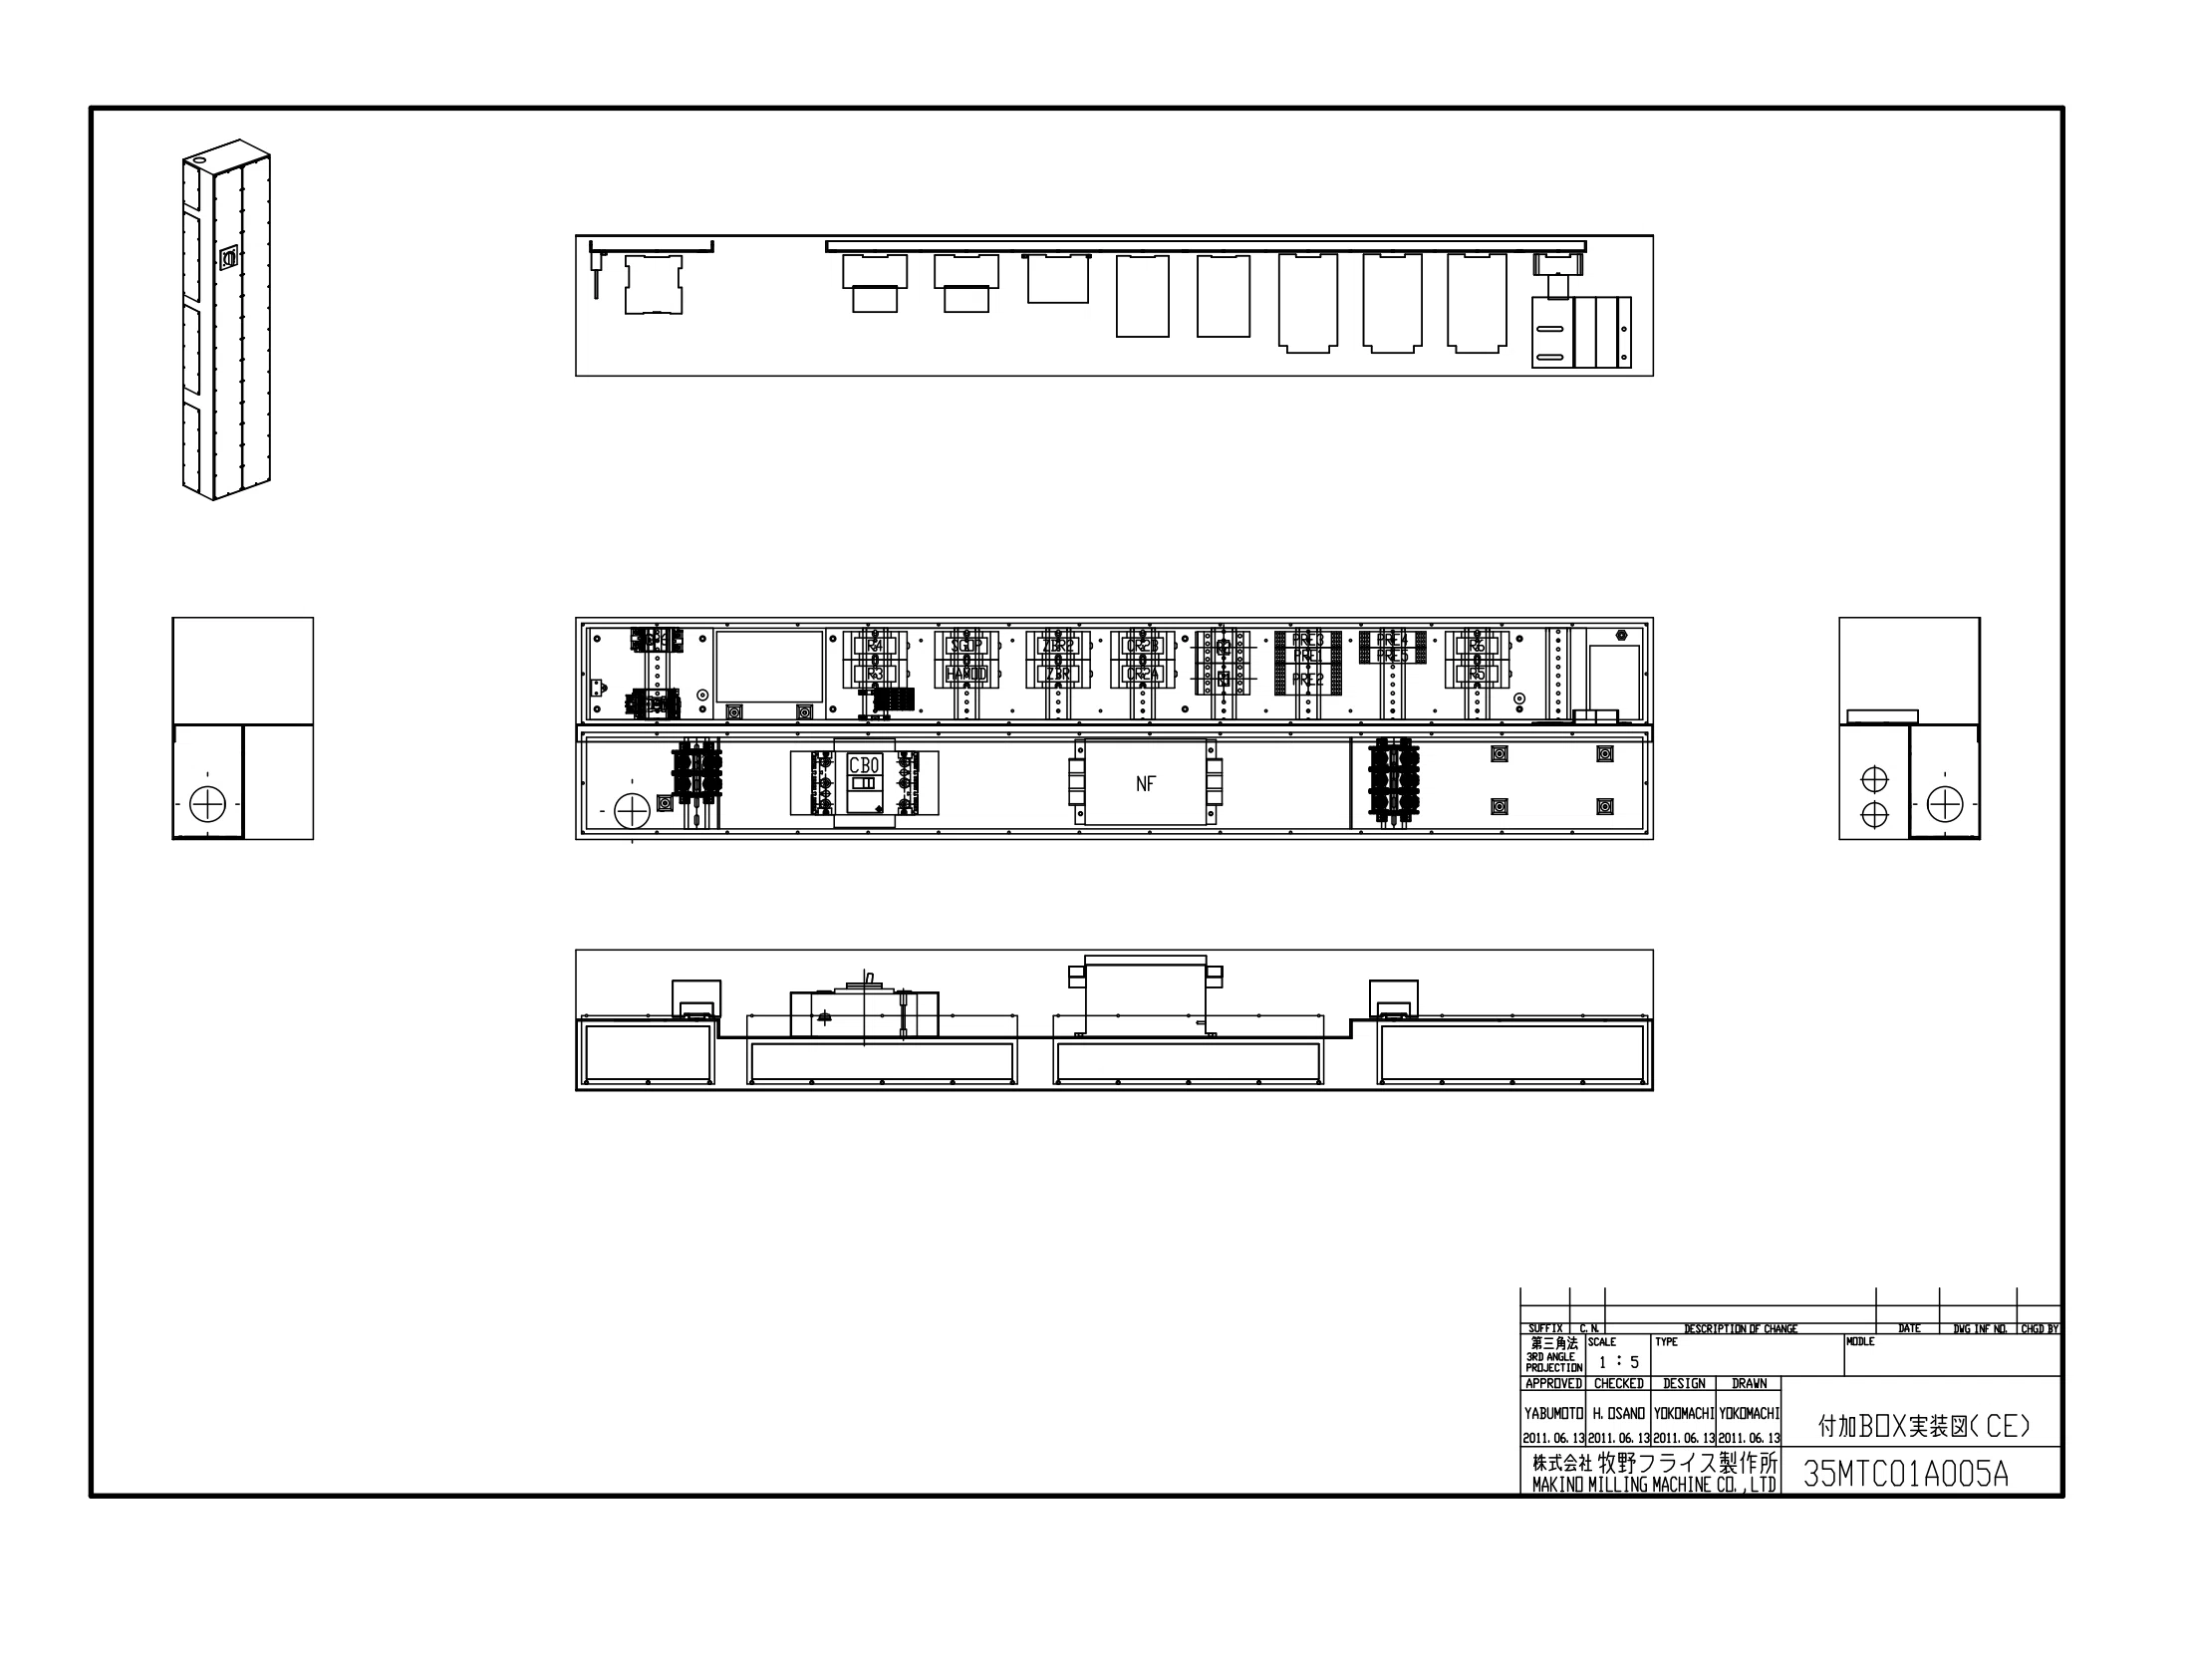 R4
SGDP
ZBR2
CR2B
PRE3
PRE4
R6
PRE1
PRE5
R3
ZBR
CR2A
PRE2
R5
CB0
NF
SUFFIX C.N. DESCRIPTION OF CHANGE DATE DWG INF NO. CHGD BY
第三角法 SCALE TYPE MODLE
3RD ANGLE
PROJECTION
1 : 5
APPROVED CHECKED DESIGN DRAWN
YABUMOTO H. OSANO YOKOMACHI YOKOMACHI
2011. 06. 13 2011. 06. 13 2011. 06. 13 2011. 06. 13
付加BOX実装図(CE)
株式会社 牧野フライス製作所
MAKINO MILLING MACHINE CO.,LTD
35MTC01A005A